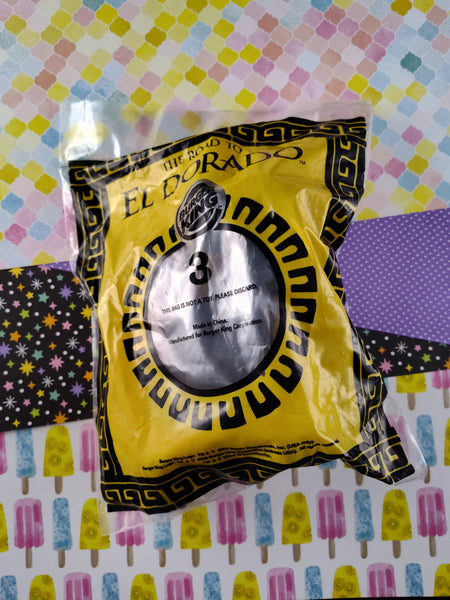 THE ROAD TO
EL DORADO™
BURGER
KING
3
THIS BAG IS NOT A TOY. PLEASE DISCARD.
Made in China.
Manufactured for Burger King Corporation.